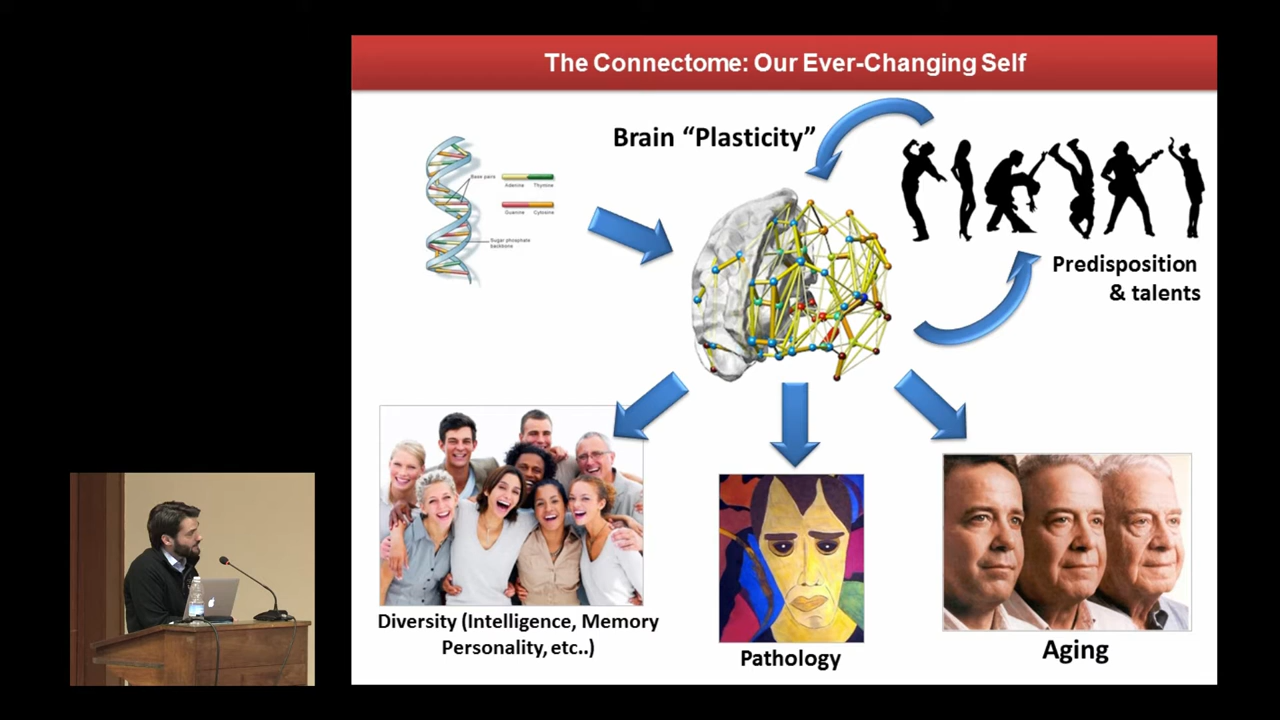 The Connectome: Our Ever-Changing Self
Brain “Plasticity”
Base pairs
Adenine Thymine
Guanine Cytosine
Sugar phosphate
backbone
Predisposition
& talents
Diversity (Intelligence, Memory
Personality, etc..)
Pathology
Aging